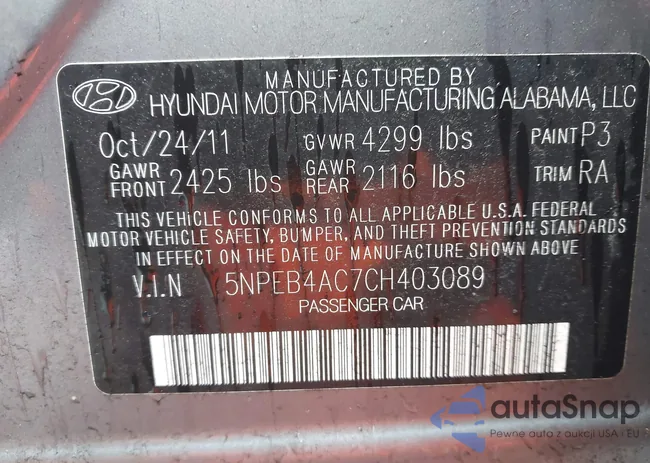 MANUFACTURED BY
HYUNDAI MOTOR MANUFACTURING ALABAMA, LLC
Oct/24/11 GVWR 4299 lbs PAINT P3
GAWR FRONT 2425 lbs GAWR REAR 2116 lbs TRIM RA
THIS VEHICLE CONFORMS TO ALL APPLICABLE U.S.A. FEDERAL
MOTOR VEHICLE SAFETY, BUMPER, AND THEFT PREVENTION STANDARDS
IN EFFECT ON THE DATE OF MANUFACTURE SHOWN ABOVE
V.I.N 5NPEB4AC7CH403089
PASSENGER CAR
autaSnap
Pewne auto z aukcji USA i EU